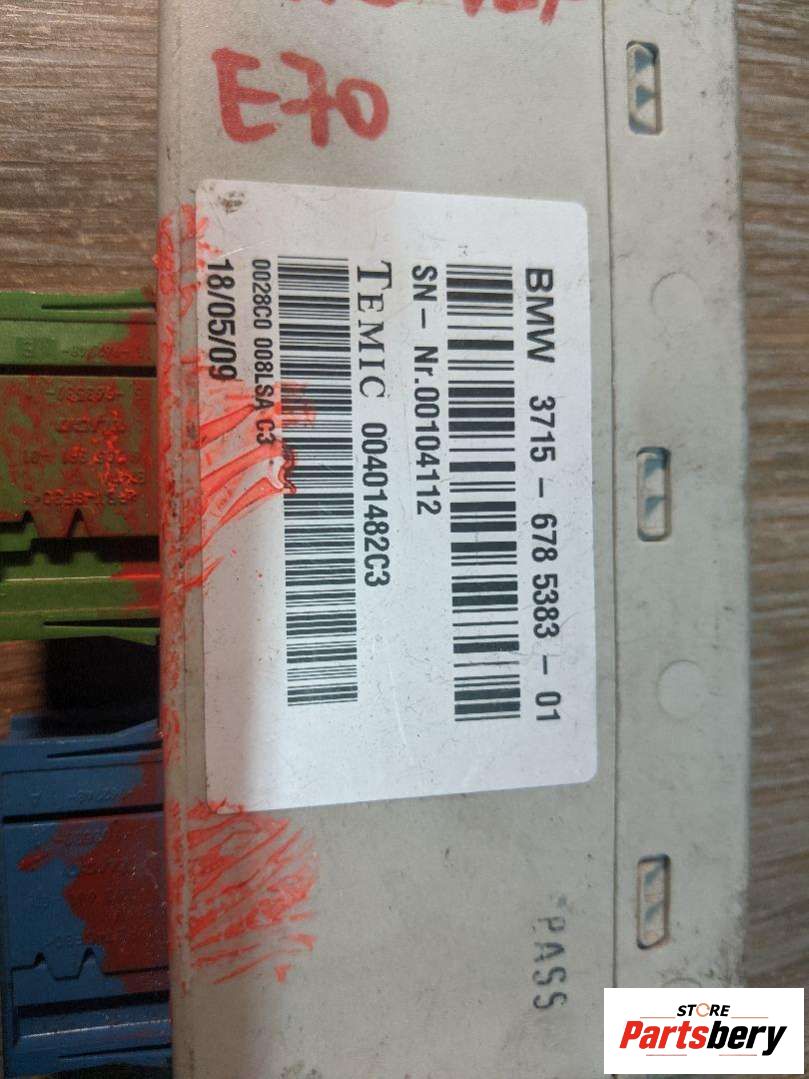 E70
BMW 3715 - 678 5383 - 01
SN - Nr.00104112
TEMIC 00401482C3
0028C0 008LSA C3
18/05/09
PASS
STORE
Partsbery